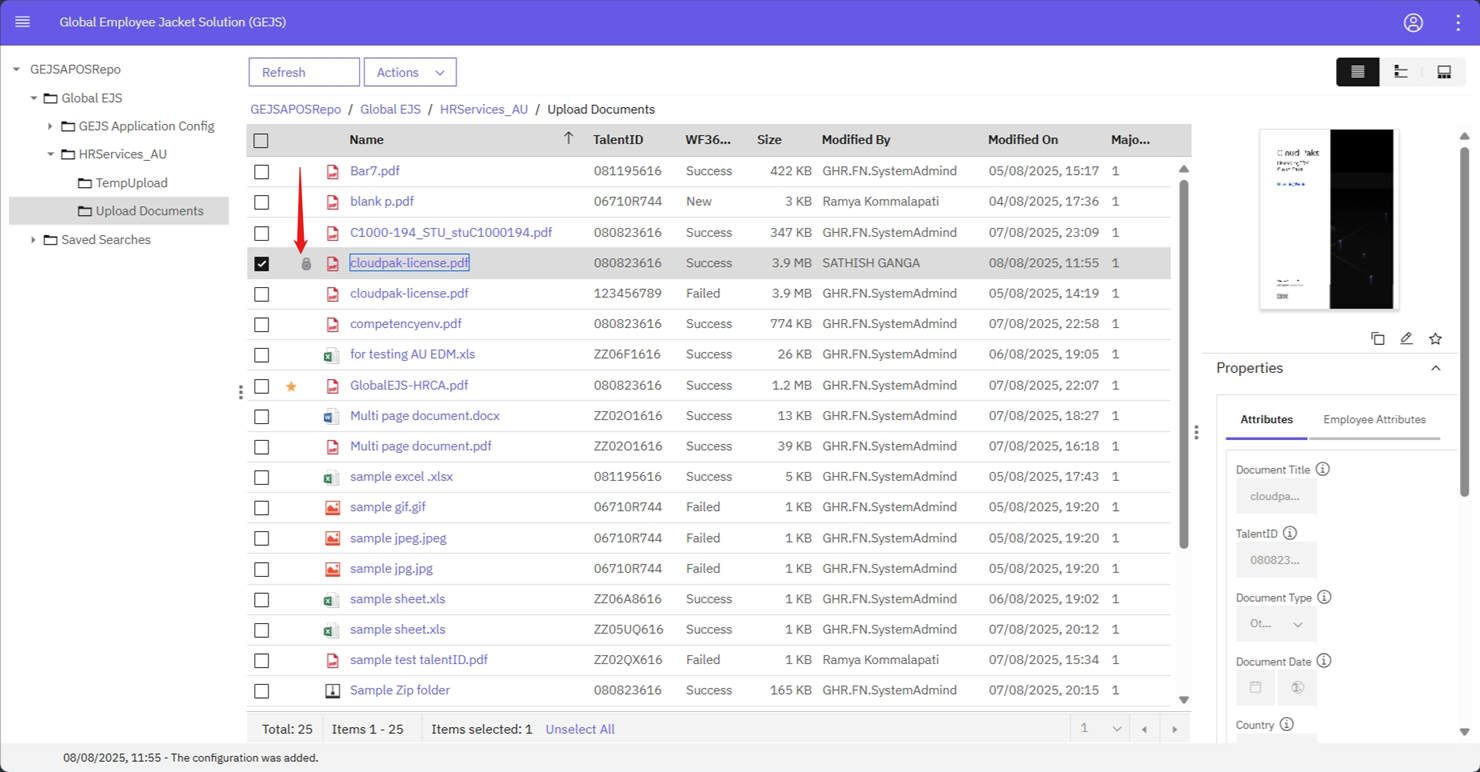 Global Employee Jacket Solution (GEJS)
GEJSAPOSRepo
Global EJS
GEJS Application Config
HRServices_AU
TempUpload
Upload Documents
Saved Searches
Refresh
Actions
GEJSAPOSRepo / Global EJS / HRServices_AU / Upload Documents
Name TalentID WF36... Size Modified By Modified On Majo...
Bar7.pdf 081195616 Success 422 KB GHR.FN.SystemAdmind 05/08/2025, 15:17 1
blank p.pdf 06710R744 New 3 KB Ramya Kommalapati 04/08/2025, 17:36 1
C1000-194_STU_stuC1000194.pdf 080823616 Success 347 KB GHR.FN.SystemAdmind 07/08/2025, 23:09 1
cloudpak-license.pdf 080823616 Success 3.9 MB SATHISH GANGA 08/08/2025, 11:55 1
cloudpak-license.pdf 123456789 Failed 3.9 MB GHR.FN.SystemAdmind 05/08/2025, 14:19 1
competencyenv.pdf 080823616 Success 774 KB GHR.FN.SystemAdmind 07/08/2025, 22:58 1
for testing AU EDM.xls ZZ06F1616 Success 26 KB GHR.FN.SystemAdmind 06/08/2025, 19:05 1
GlobalEJS-HRCA.pdf 080823616 Success 1.2 MB GHR.FN.SystemAdmind 07/08/2025, 22:07 1
Multi page document.docx ZZ02O1616 Success 13 KB GHR.FN.SystemAdmind 07/08/2025, 18:27 1
Multi page document.pdf ZZ02O1616 Success 39 KB GHR.FN.SystemAdmind 07/08/2025, 16:18 1
sample excel .xlsx 081195616 Success 5 KB GHR.FN.SystemAdmind 05/08/2025, 17:43 1
sample gif.gif 06710R744 Failed 1 KB GHR.FN.SystemAdmind 05/08/2025, 19:20 1
sample jpeg.jpeg 06710R744 Failed 1 KB GHR.FN.SystemAdmind 05/08/2025, 19:20 1
sample jpg.jpg 06710R744 Failed 1 KB GHR.FN.SystemAdmind 05/08/2025, 19:20 1
sample sheet.xls ZZ06A8616 Success 1 KB GHR.FN.SystemAdmind 06/08/2025, 19:02 1
sample sheet.xls ZZ05UQ616 Success 1 KB GHR.FN.SystemAdmind 07/08/2025, 20:12 1
sample test talentID.pdf ZZ02QX616 Failed 1 KB Ramya Kommalapati 07/08/2025, 15:34 1
Sample Zip folder 080823616 Success 165 KB GHR.FN.SystemAdmind 07/08/2025, 20:15 1
Total: 25 Items 1 - 25 Items selected: 1 Unselect All 1
IBM
Properties
Attributes Employee Attributes
Document Title
cloudpa...
TalentID
080823...
Document Type
Ot...
Document Date
Country
08/08/2025, 11:55 - The configuration was added.